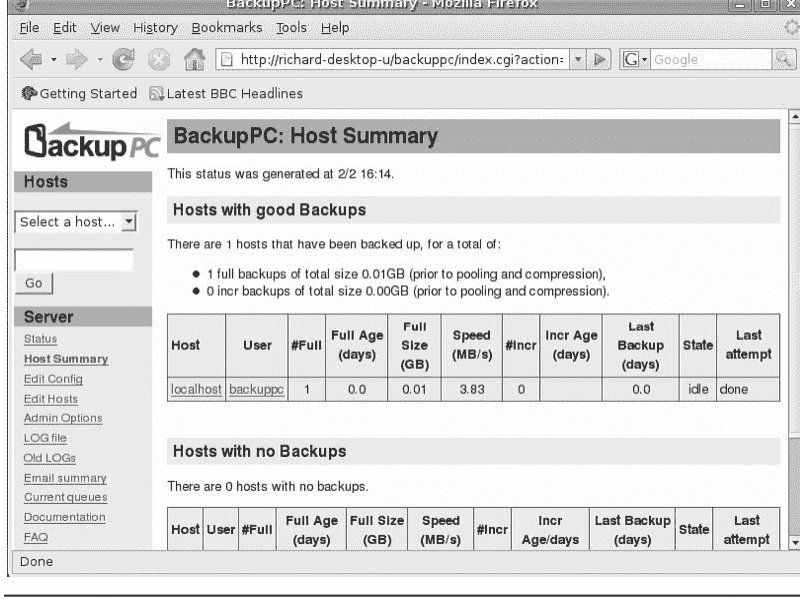 BackupPC: Host Summary - Mozilla Firefox
File Edit View History Bookmarks Tools Help
http://richard-desktop-u/backuppc/index.cgi?action= G Google
Getting Started Latest BBC Headlines
BackupPC
Hosts
Select a host...
Go
Server
Status
Host Summary
Edit Config
Edit Hosts
Admin Options
LOG file
Old LOGs
Email summary
Current queues
Documentation
FAQ
BackupPC: Host Summary
This status was generated at 2/2 16:14.
Hosts with good Backups
There are 1 hosts that have been backed up, for a total of:
• 1 full backups of total size 0.01GB (prior to pooling and compression),
• 0 incr backups of total size 0.00GB (prior to pooling and compression).
Host User #Full Full Age (days) Full Size (GB) Speed (MB/s) #Incr Incr Age (days) Last Backup (days) State Last attempt
localhost backuppc 1 0.0 0.01 3.83 0 0.0 idle done
Hosts with no Backups
There are 0 hosts with no backups.
Host User #Full Full Age (days) Full Size (GB) Speed (MB/s) #Incr Incr Age/days Last Backup (days) State Last attempt
Done